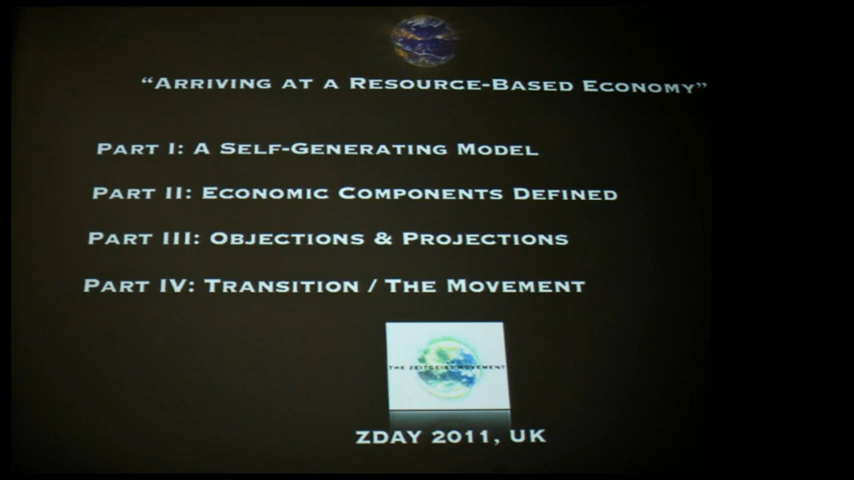 “ARRIVING AT A RESOURCE-BASED ECONOMY”
PART I: A SELF-GENERATING MODEL
PART II: ECONOMIC COMPONENTS DEFINED
PART III: OBJECTIONS & PROJECTIONS
PART IV: TRANSITION / THE MOVEMENT
THE ZEITGEIST MOVEMENT
ZDAY 2011, UK